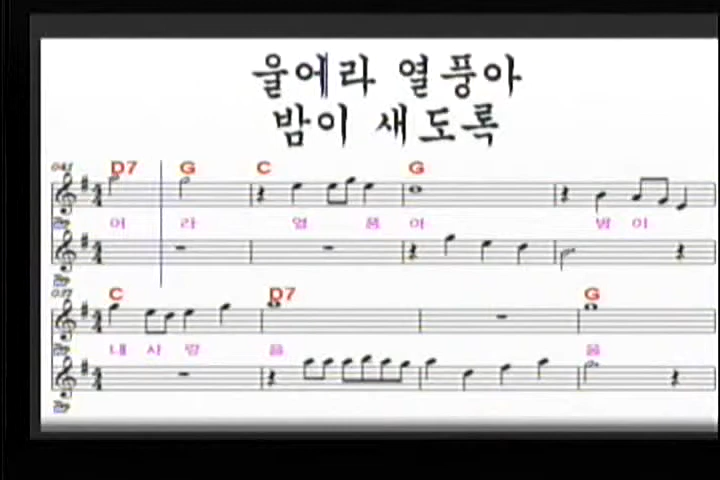 울어라 열풍아
밤이 새도록
D7 G C G
어 라 열 풍 아 밤 이
C D7 G
내 사 랑 을 울